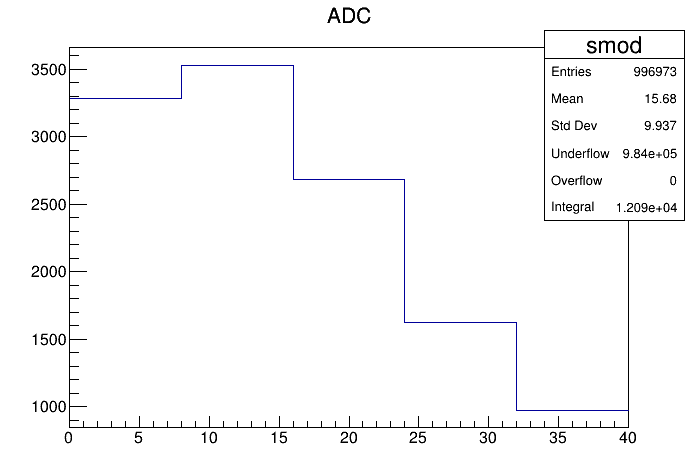 ADC
smod
Entries 996973
Mean 15.68
Std Dev 9.937
Underflow 9.84e+05
Overflow 0
Integral 1.209e+04
3500
3000
2500
2000
1500
1000
0 5 10 15 20 25 30 35 40